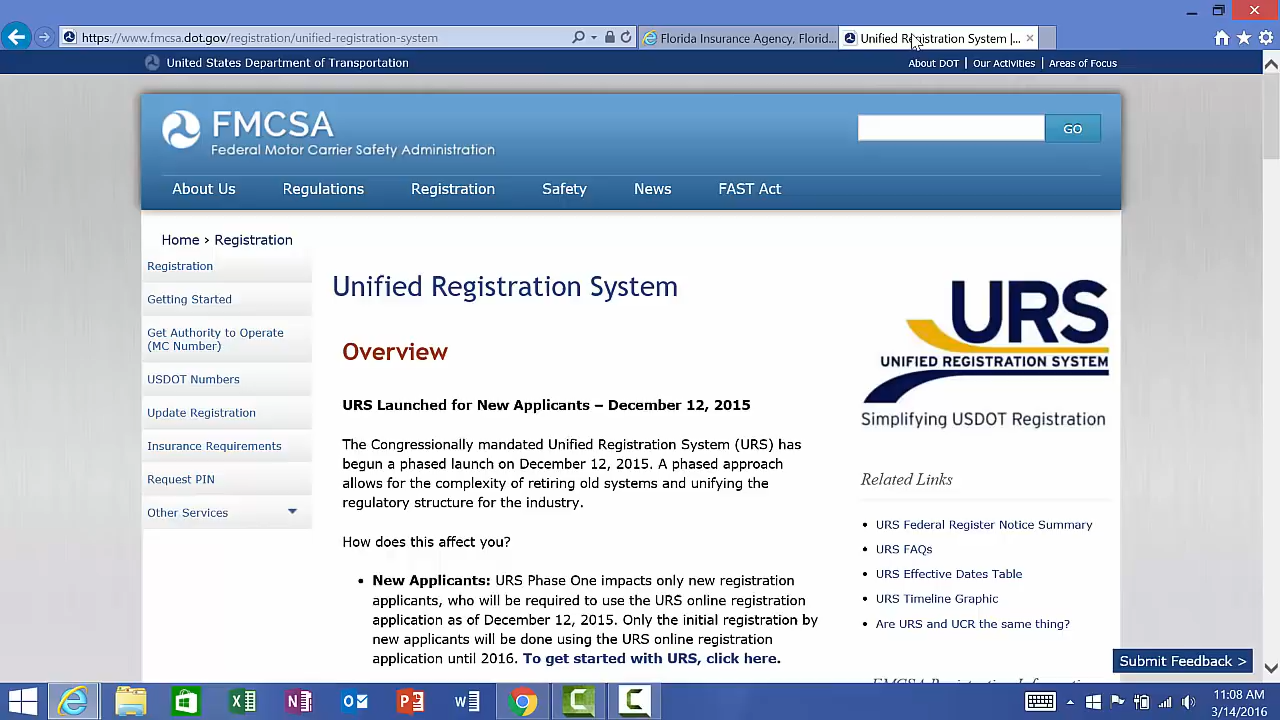 https://www.fmcsa.dot.gov/registration/unified-registration-system
Florida Insurance Agency, Florid...
Unified Registration System |...
United States Department of Transportation
About DOT | Our Activities | Areas of Focus
FMCSA
Federal Motor Carrier Safety Administration
GO
About Us
Regulations
Registration
Safety
News
FAST Act
Home › Registration
Registration
Getting Started
Get Authority to Operate
(MC Number)
USDOT Numbers
Update Registration
Insurance Requirements
Request PIN
Other Services
Unified Registration System
Overview
URS Launched for New Applicants – December 12, 2015
The Congressionally mandated Unified Registration System (URS) has
begun a phased launch on December 12, 2015. A phased approach
allows for the complexity of retiring old systems and unifying the
regulatory structure for the industry.
How does this affect you?
• New Applicants: URS Phase One impacts only new registration
applicants, who will be required to use the URS online registration
application as of December 12, 2015. Only the initial registration by
new applicants will be done using the URS online registration
application until 2016. To get started with URS, click here.
URS
UNIFIED REGISTRATION SYSTEM
Simplifying USDOT Registration
Related Links
• URS Federal Register Notice Summary
• URS FAQs
• URS Effective Dates Table
• URS Timeline Graphic
• Are URS and UCR the same thing?
Submit Feedback >
11:08 AM
3/14/2016